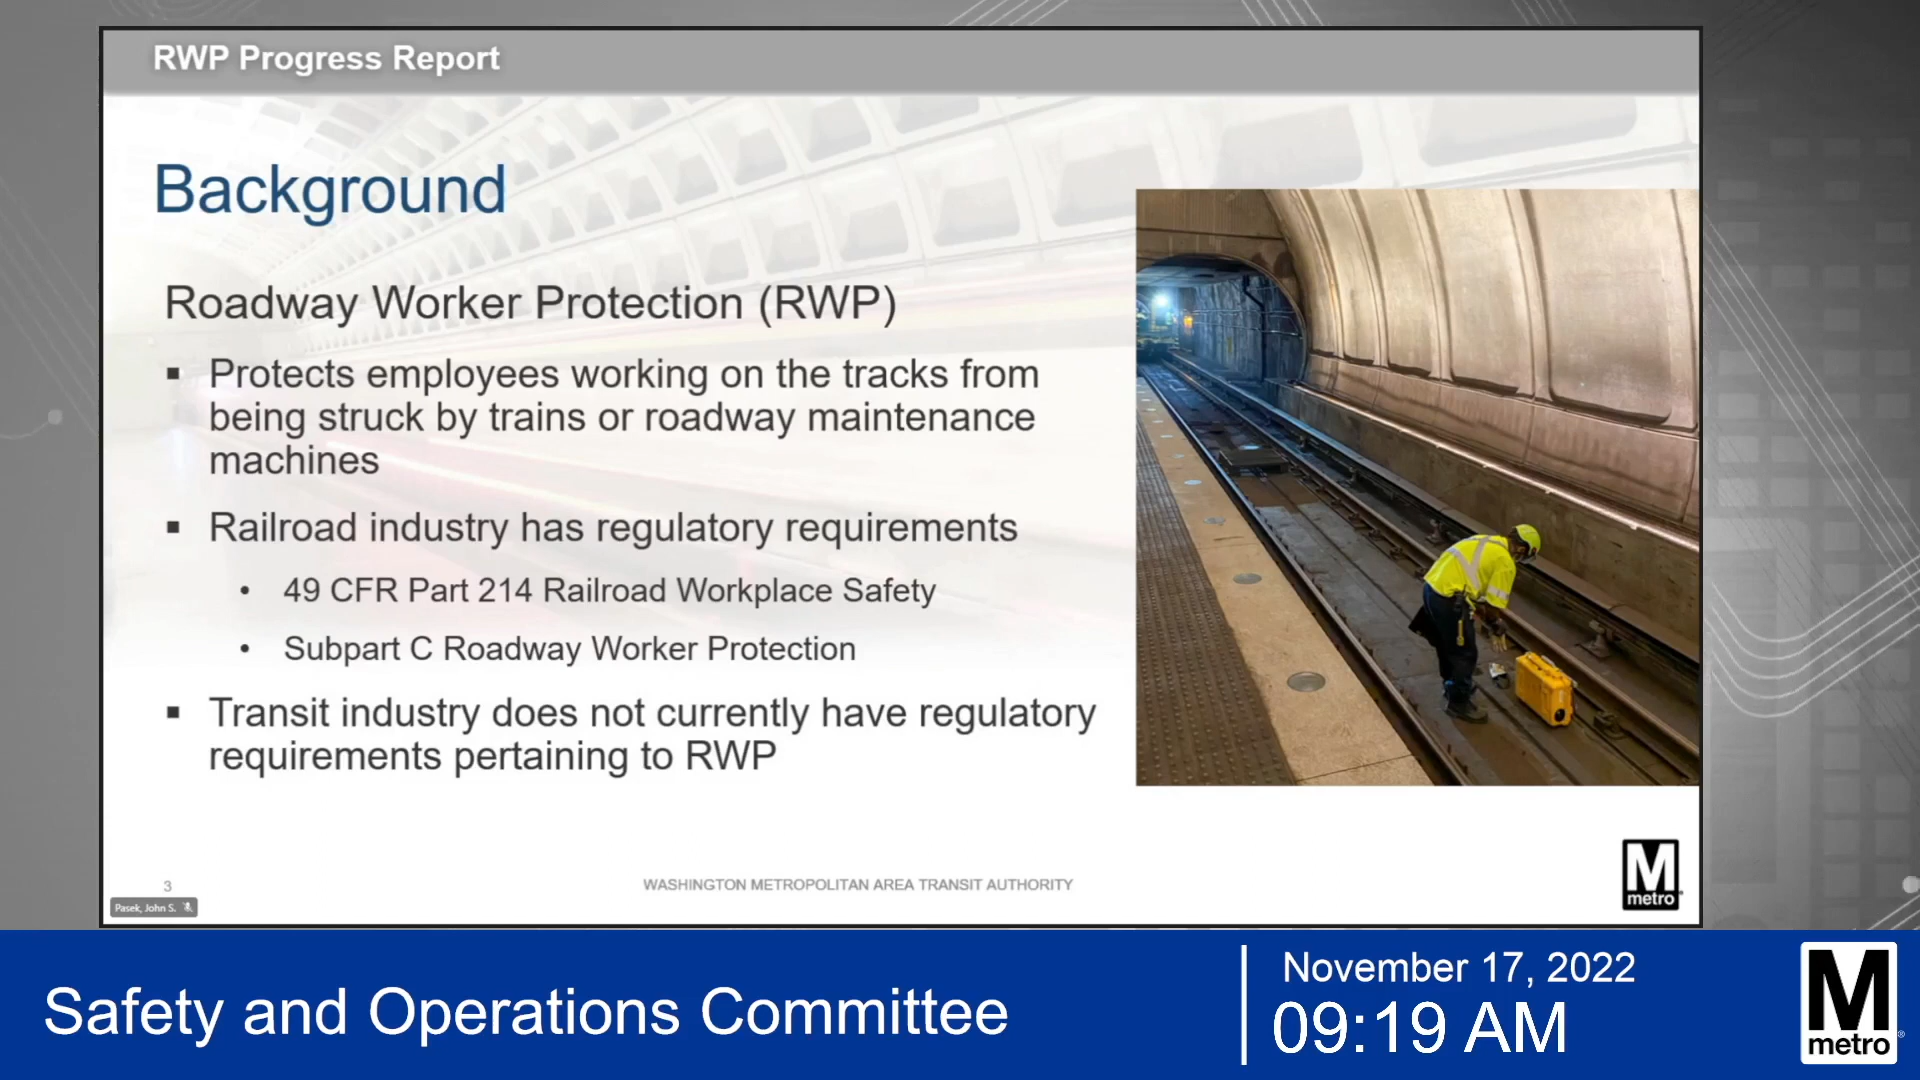 RWP Progress Report
Background
Roadway Worker Protection (RWP)
▪ Protects employees working on the tracks from
being struck by trains or roadway maintenance
machines
▪ Railroad industry has regulatory requirements
• 49 CFR Part 214 Railroad Workplace Safety
• Subpart C Roadway Worker Protection
▪ Transit industry does not currently have regulatory
requirements pertaining to RWP
3
WASHINGTON METROPOLITAN AREA TRANSIT AUTHORITY
M
metro
Pasek, John S.
Safety and Operations Committee
November 17, 2022
09:19 AM
M
metro®